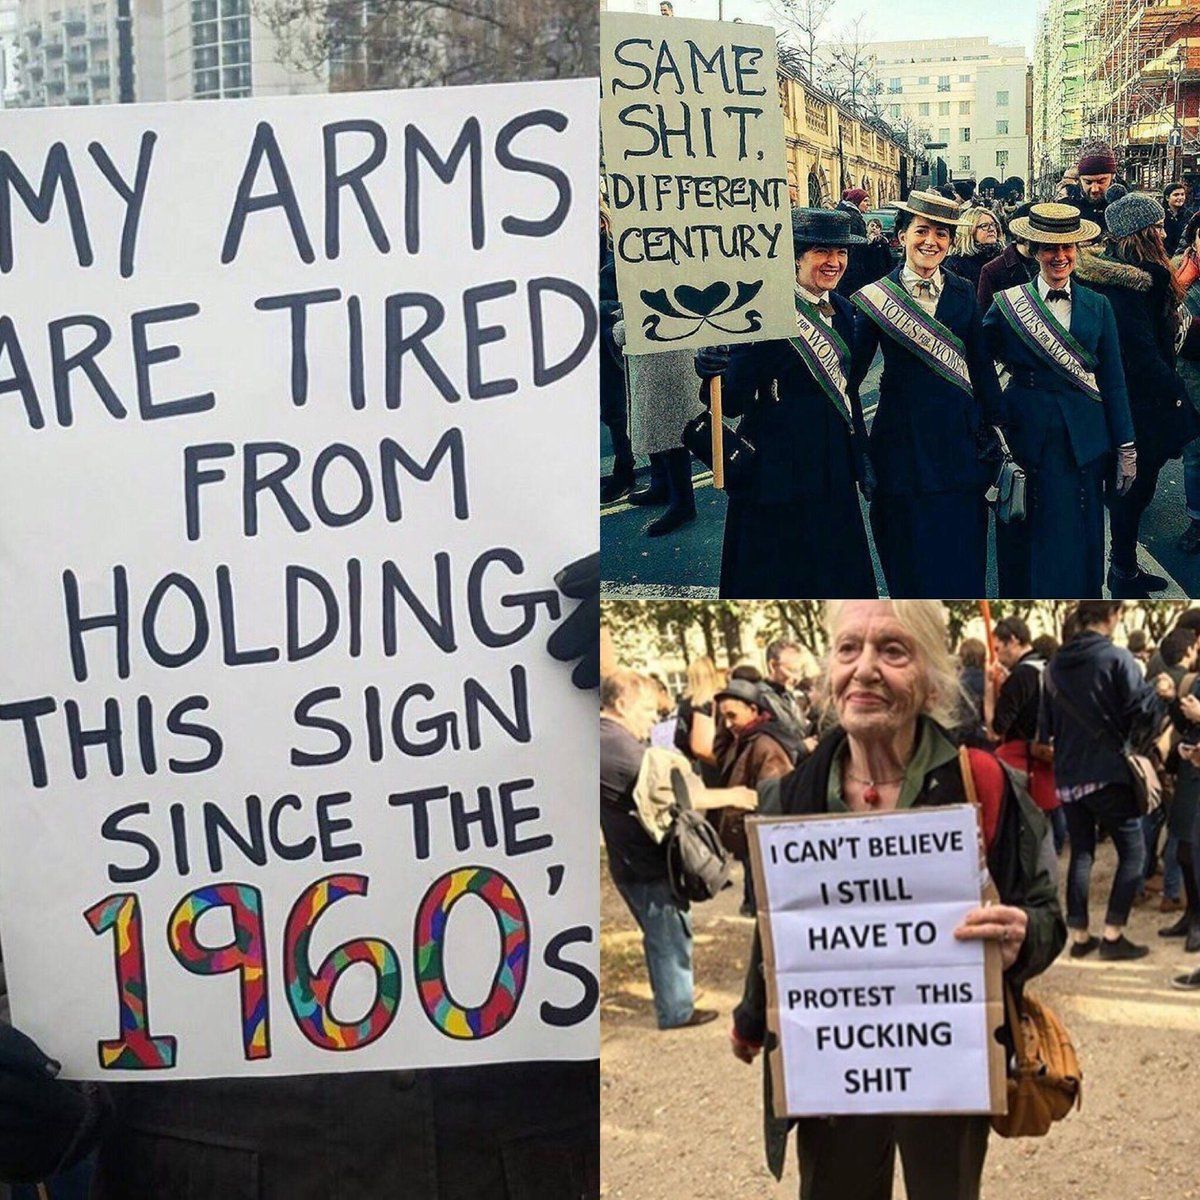 MY ARMS
ARE TIRED
FROM
HOLDING
THIS SIGN
SINCE THE
1960's
SAME
SHIT,
DIFFERENT
CENTURY
FOR WOMEN
VOTES FOR WOMEN
VOTES FOR WOMEN
I CAN'T BELIEVE
I STILL
HAVE TO
PROTEST THIS
FUCKING
SHIT